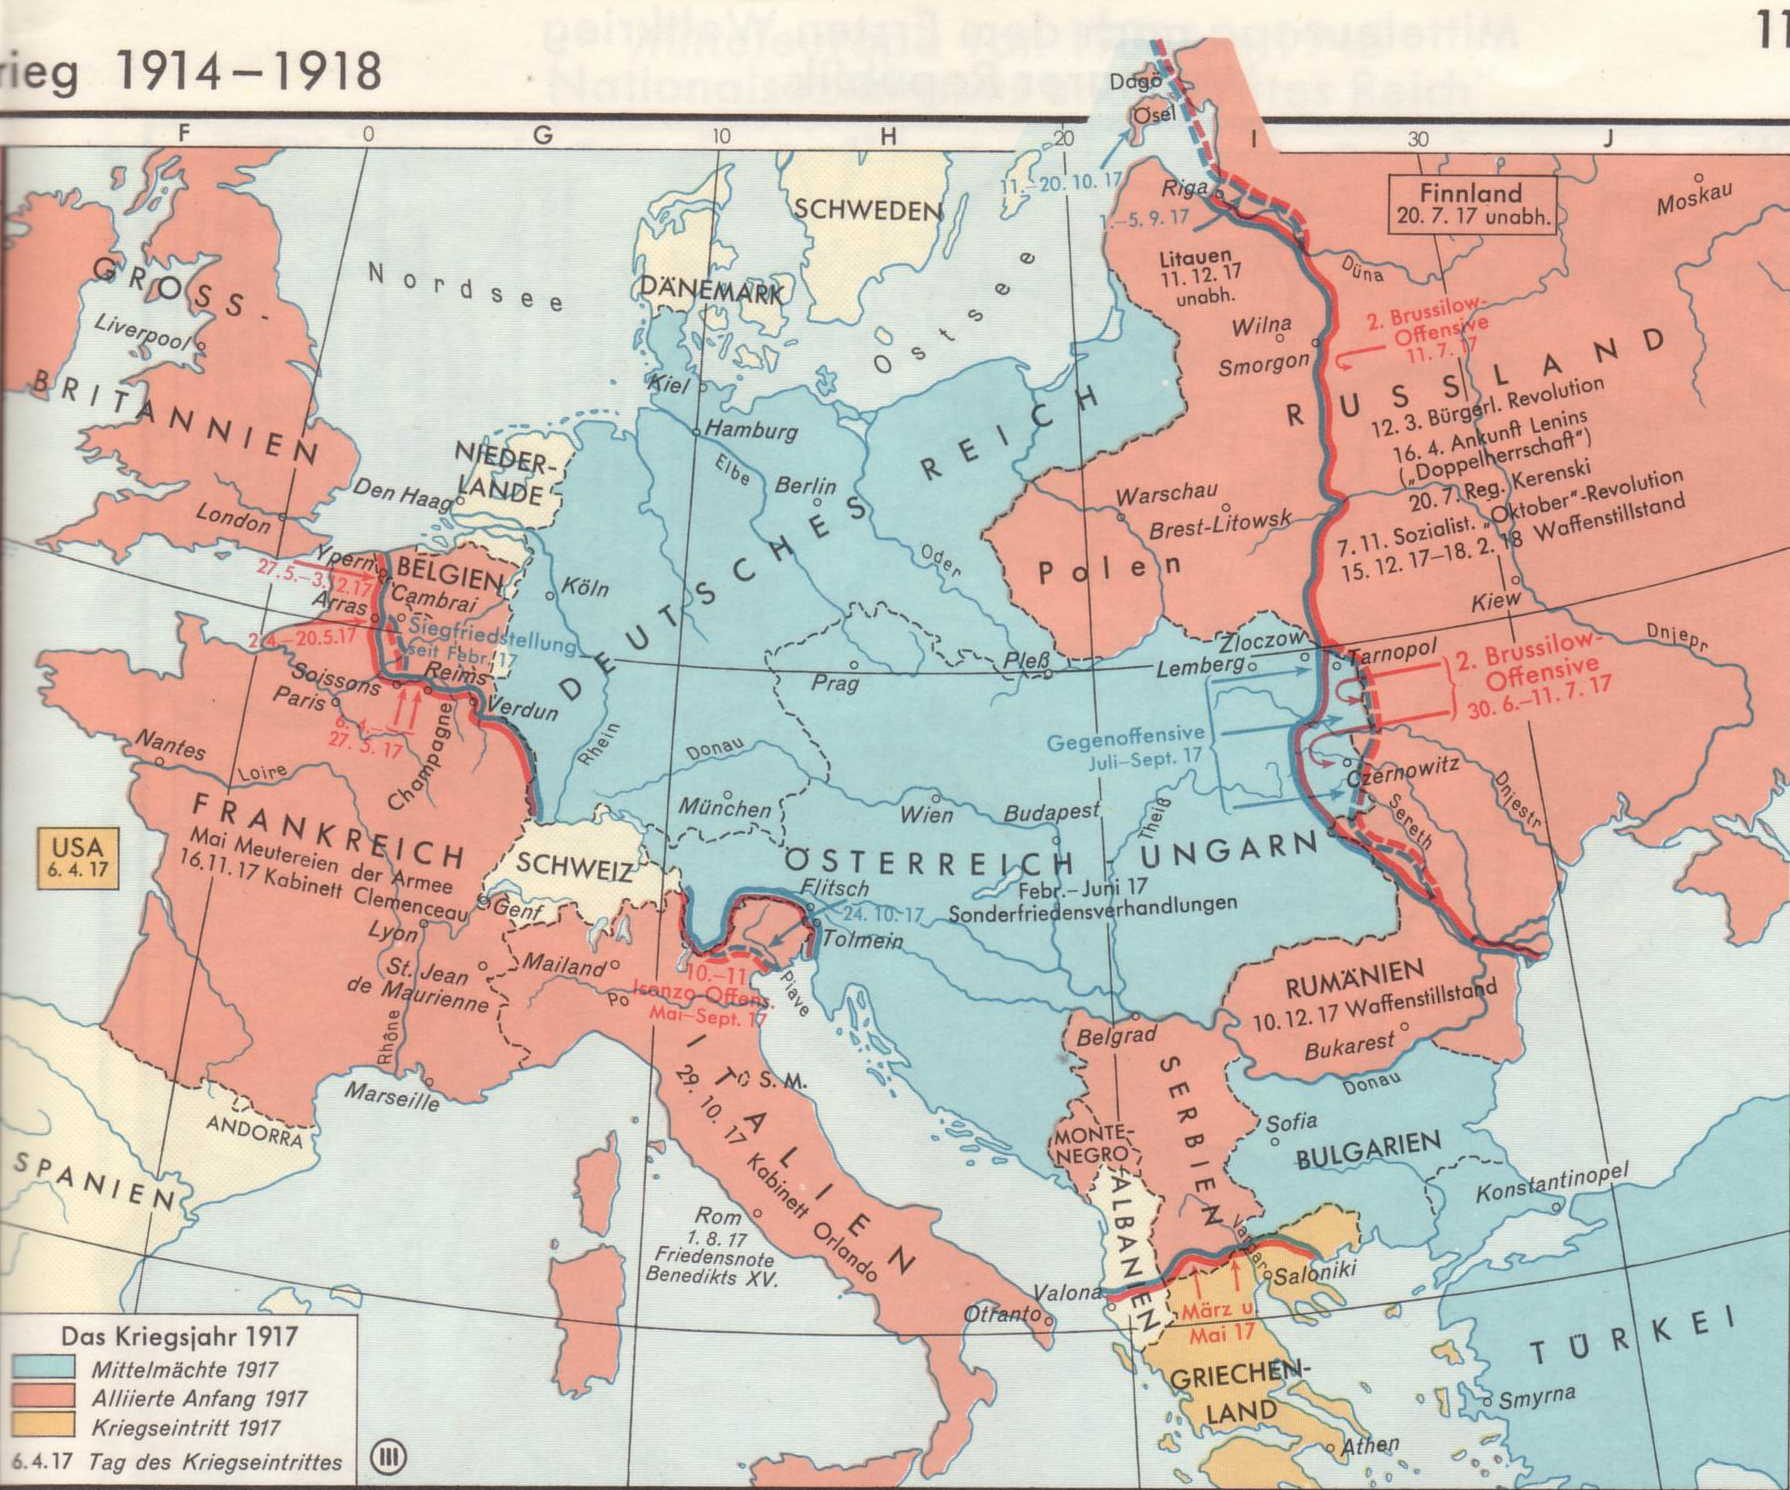 rieg 1914–1918
11
F
0
G
10
H
20
I
30
J
Dagö
Ösel
11.–20.10.17
Riga
1.–5.9.17
Finnland
20.7.17 unabh.
Moskau
SCHWEDEN
Nordsee
GROSS-
BRITANNIEN
Liverpool
London
DÄNEMARK
Ostsee
Litauen
11.12.17
unabh.
Düna
Wilna
Smorgon
2. Brussilow-
Offensive
11.7.17
RUSSLAND
12.3. Bürgerl. Revolution
16.4. Ankunft Lenins
(„Doppelherrschaft”)
20.7. Reg. Kerenski
7.11. Sozialist. „Oktober”-Revolution
15.12.17–18.2.18 Waffenstillstand
Kiel
Hamburg
NIEDER-
LANDE
Den Haag
Elbe
Berlin
DEUTSCHES REICH
Oder
Warschau
Brest-Litowsk
Polen
Kiew
Dnjepr
Ypern
27.5.–3.12.17
BELGIEN
Cambrai
Arras
2.4.–20.5.17
Siegfriedstellung
seit Febr. 17
Köln
Soissons
Reims
Paris
Verdun
6.4.–
27.5.17
Champagne
Rhein
Prag
Pleß
Lemberg
Zloczow
Tarnopol
2. Brussilow-
Offensive
30.6.–11.7.17
Gegenoffensive
Juli–Sept. 17
Czernowitz
Sereth
Dnjestr
Nantes
Loire
FRANKREICH
Mai Meutereien der Armee
16.11.17 Kabinett Clemenceau
USA
6.4.17
Donau
München
Wien
Budapest
Theiß
SCHWEIZ
Genf
ÖSTERREICH-UNGARN
Febr.–Juni 17
Sonderfriedensverhandlungen
Flitsch
24.10.17
Tolmein
Lyon
St. Jean
de Maurienne
Mailand
Po
10.–11.
Isonzo-Offens.
Mai–Sept. 17
Piave
Rhône
Marseille
ANDORRA
SPANIEN
RUMÄNIEN
10.12.17 Waffenstillstand
Bukarest
Belgrad
Donau
SERBIEN
Sofia
BULGARIEN
MONTE-
NEGRO
ALBANIEN
Konstantinopel
S.M.
ITALIEN
29.10.17 Kabinett Orlando
Rom
1.8.17
Friedensnote
Benedikts XV.
Vardar
Saloniki
Valona
Otranto
März u.
Mai 17
GRIECHEN-
LAND
Athen
TÜRKEI
Smyrna
Das Kriegsjahr 1917
Mittelmächte 1917
Alliierte Anfang 1917
Kriegseintritt 1917
6.4.17 Tag des Kriegseintrittes
III